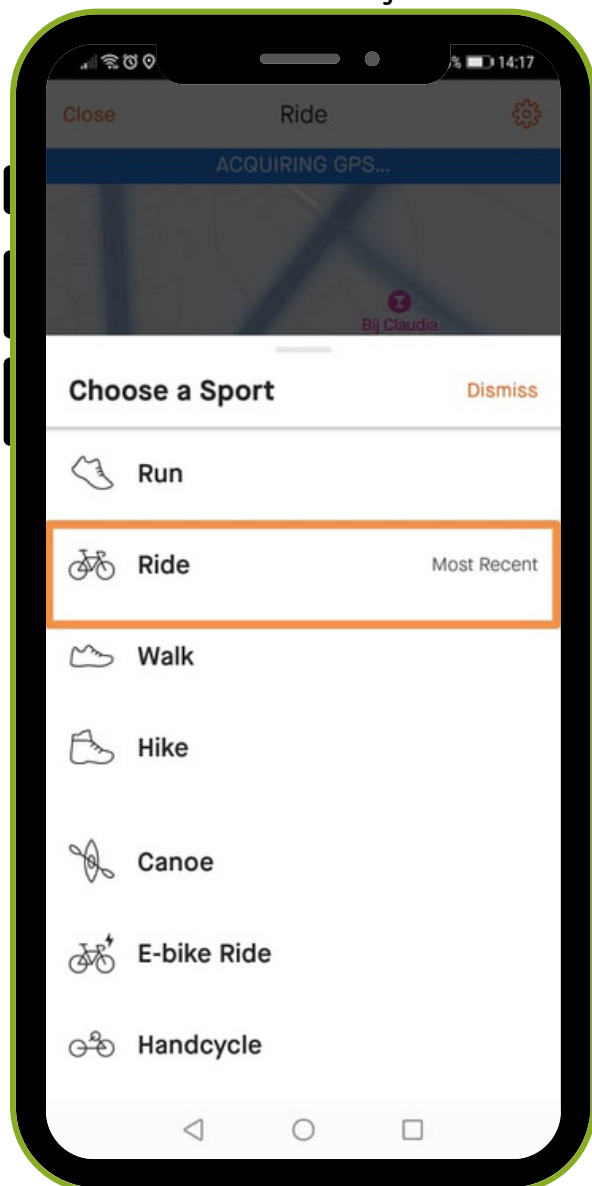 % 14:17
Close Ride
ACQUIRING GPS...
Bij Claudia
Choose a Sport Dismiss
Run
Ride Most Recent
Walk
Hike
Canoe
E-bike Ride
Handcycle